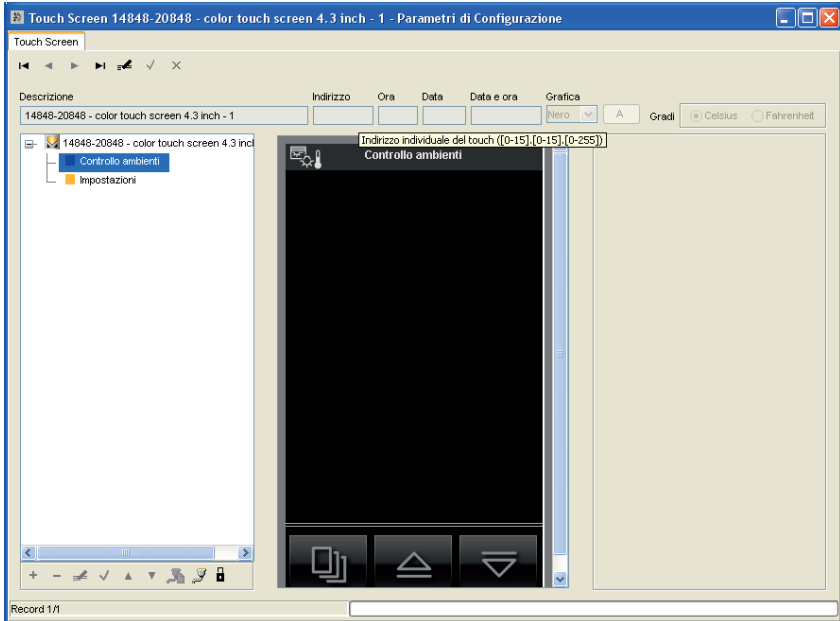 Touch Screen 14848-20848 - color touch screen 4.3 inch - 1 - Parametri di Configurazione
Touch Screen
Descrizione Indirizzo Ora Data Data e ora Grafica
14848-20848 - color touch screen 4.3 inch - 1 Nero A Gradi Celsius Fahrenheit
Indirizzo individuale del touch ([0-15].[0-15].[0-255])
14848-20848 - color touch screen 4.3 incl
Controllo ambienti
Impostazioni
Controllo ambienti
Record 1/1